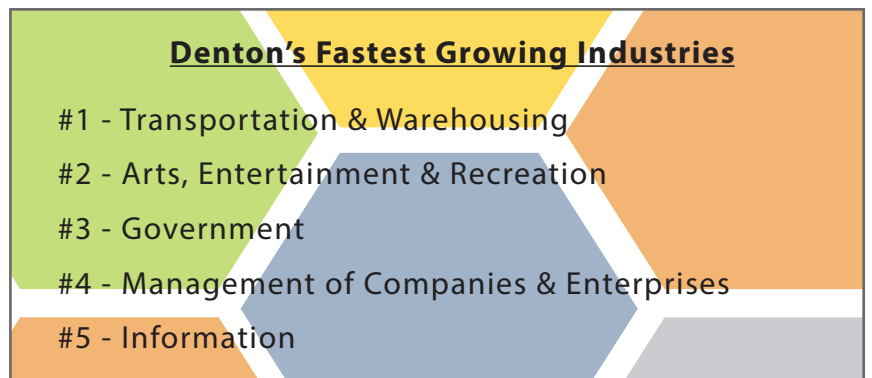 Denton's Fastest Growing Industries
#1 - Transportation & Warehousing
#2 - Arts, Entertainment & Recreation
#3 - Government
#4 - Management of Companies & Enterprises
#5 - Information